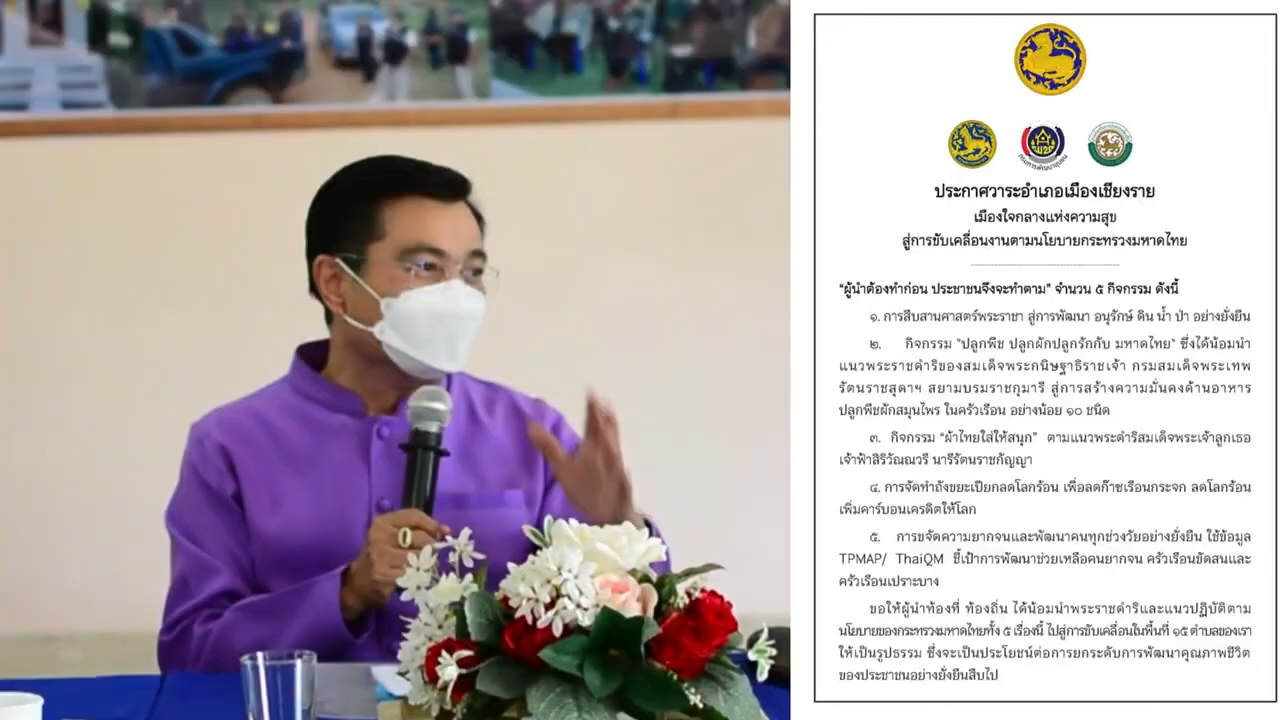 กรมการพัฒนาชุมชน
ประกาศวาระอำเภอเมืองเชียงราย
เมืองใจกลางแห่งความสุข
สู่การขับเคลื่อนงานตามนโยบายกระทรวงมหาดไทย
“ผู้นำต้องทำก่อน ประชาชนจึงจะทำตาม” จำนวน ๕ กิจกรรม ดังนี้
๑. การสืบสานศาสตร์พระราชา สู่การพัฒนา อนุรักษ์ ดิน น้ำ ป่า อย่างยั่งยืน
๒. กิจกรรม "ปลูกพืช ปลูกผักปลูกรักกับ มหาดไทย" ซึ่งได้น้อมนำ
แนวพระราชดำริของสมเด็จพระกนิษฐาธิราชเจ้า กรมสมเด็จพระเทพ
รัตนราชสุดาฯ สยามบรมราชกุมารี สู่การสร้างความมั่นคงด้านอาหาร
ปลูกพืชผักสมุนไพร ในครัวเรือน อย่างน้อย ๑๐ ชนิด
๓. กิจกรรม “ผ้าไทยใส่ให้สนุก” ตามแนวพระดำริสมเด็จพระเจ้าลูกเธอ
เจ้าฟ้าสิริวัณณวรี นารีรัตนราชกัญญา
๔. การจัดทำถังขยะเปียกลดโลกร้อน เพื่อลดก๊าซเรือนกระจก ลดโลกร้อน
เพิ่มคาร์บอนเครดิตให้โลก
๕. การขจัดความยากจนและพัฒนาคนทุกช่วงวัยอย่างยั่งยืน ใช้ข้อมูล
TPMAP/ ThaiQM ชี้เป้าการพัฒนาช่วยเหลือคนยากจน ครัวเรือนขัดสนและ
ครัวเรือนเปราะบาง
ขอให้ผู้นำท้องที่ ท้องถิ่น ได้น้อมนำพระราชดำริและแนวปฏิบัติตาม
นโยบายของกระทรวงมหาดไทยทั้ง ๕ เรื่องนี้ ไปสู่การขับเคลื่อนในพื้นที่ ๑๕ ตำบลของเรา
ให้เป็นรูปธรรม ซึ่งจะเป็นประโยชน์ต่อการยกระดับการพัฒนาคุณภาพชีวิต
ของประชาชนอย่างยั่งยืนสืบไป